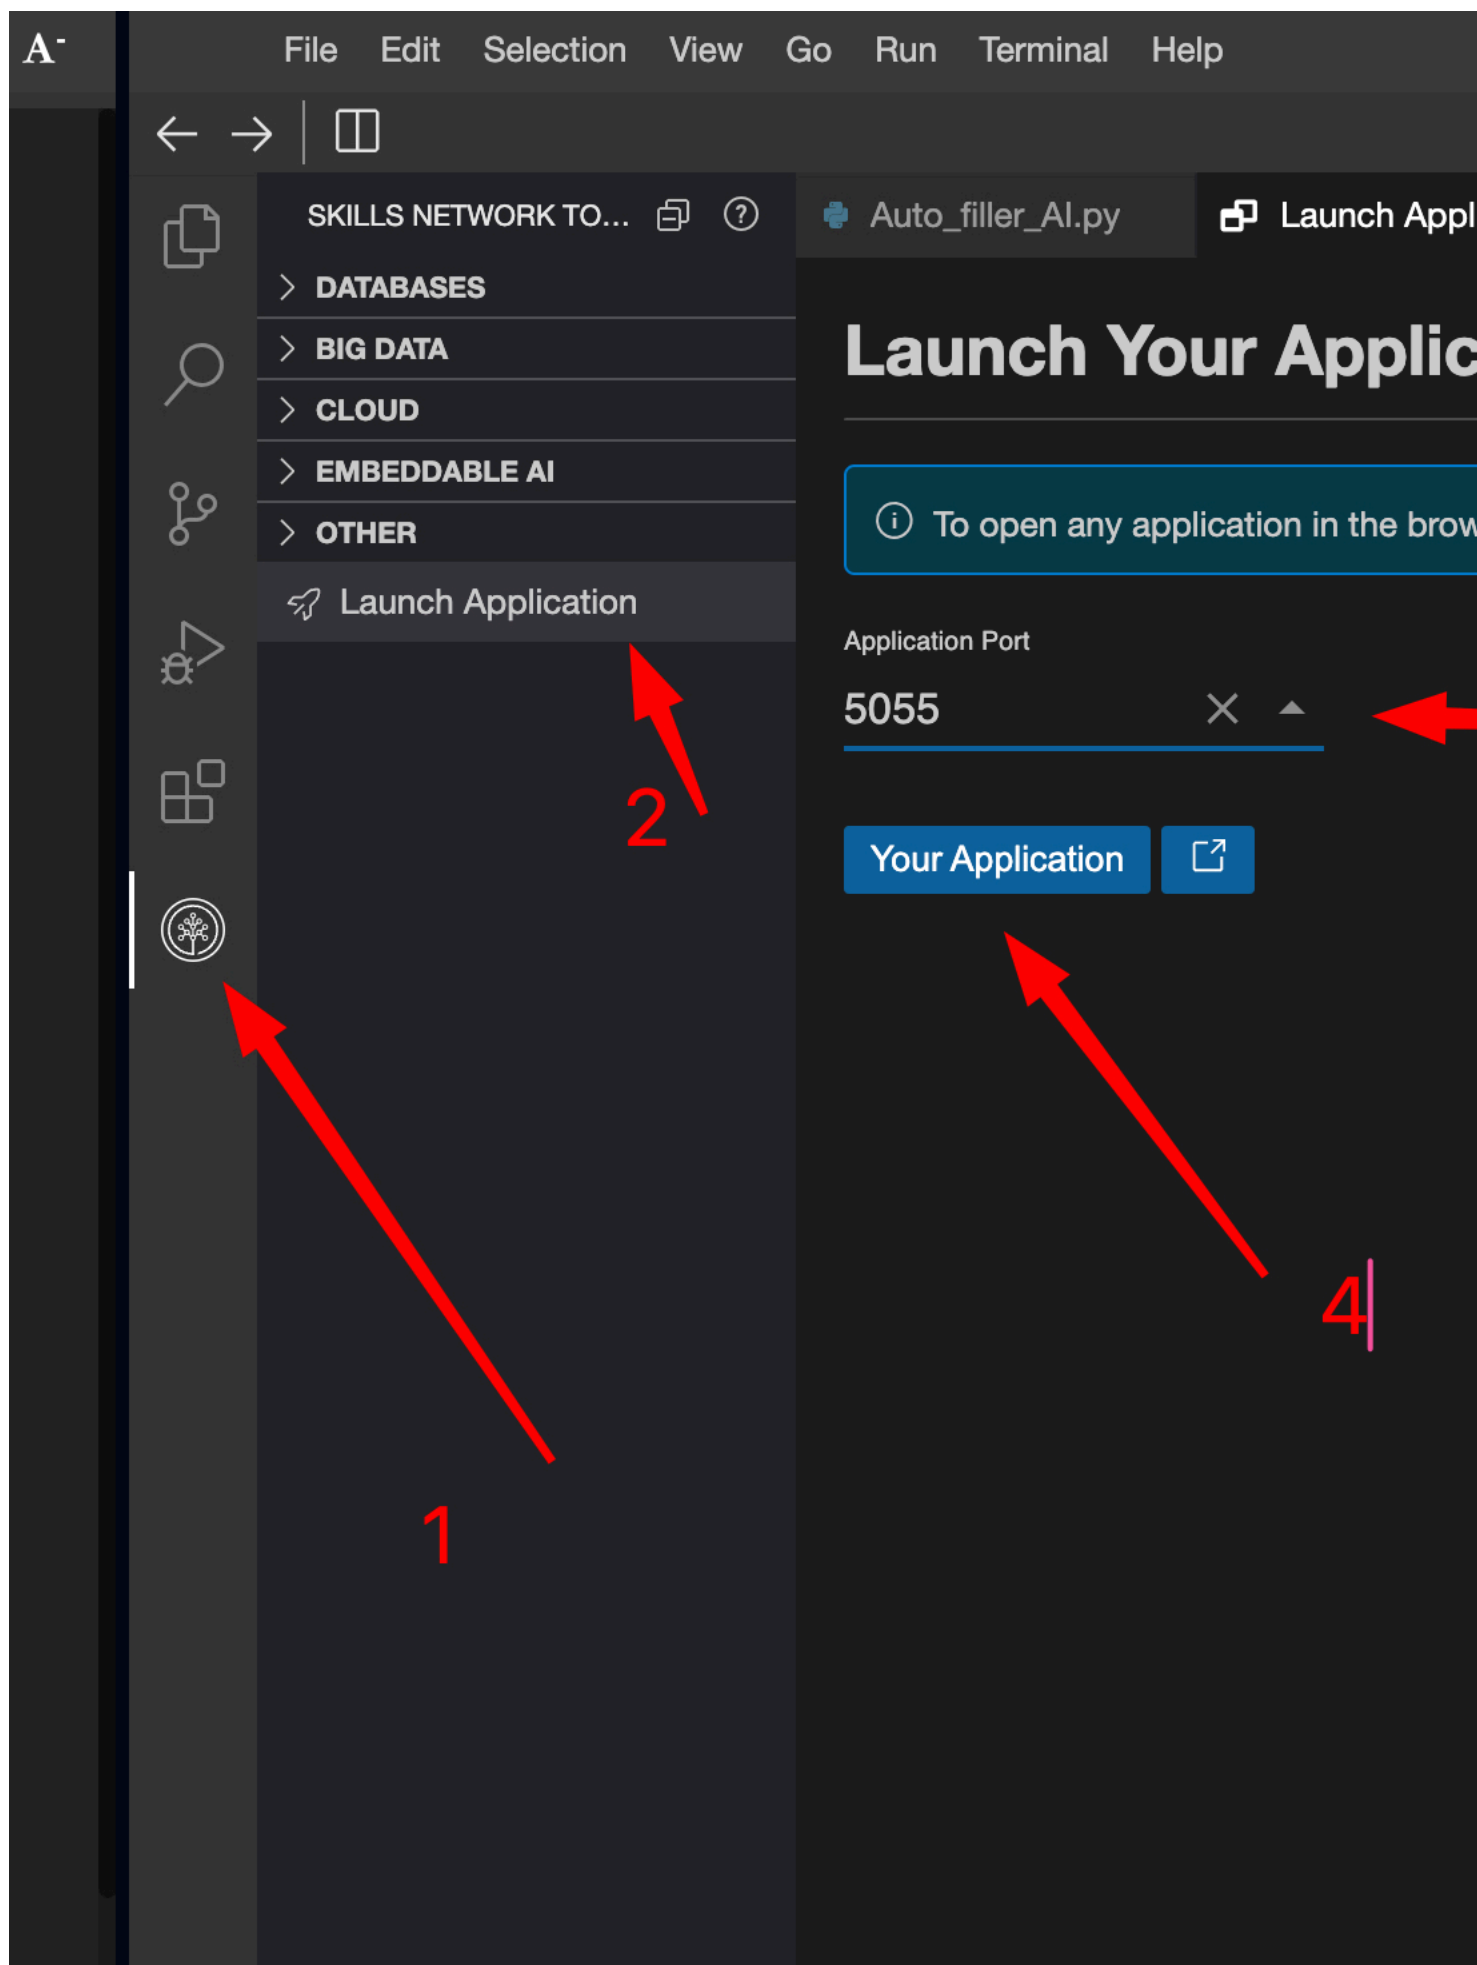 A-
File Edit Selection View Go Run Terminal Help
SKILLS NETWORK TO...
Auto_filler_AI.py
Launch Appl
DATABASES
BIG DATA
CLOUD
EMBEDDABLE AI
OTHER
Launch Application
Launch Your Applic
To open any application in the brow
Application Port
5055
Your Application
2
4
1